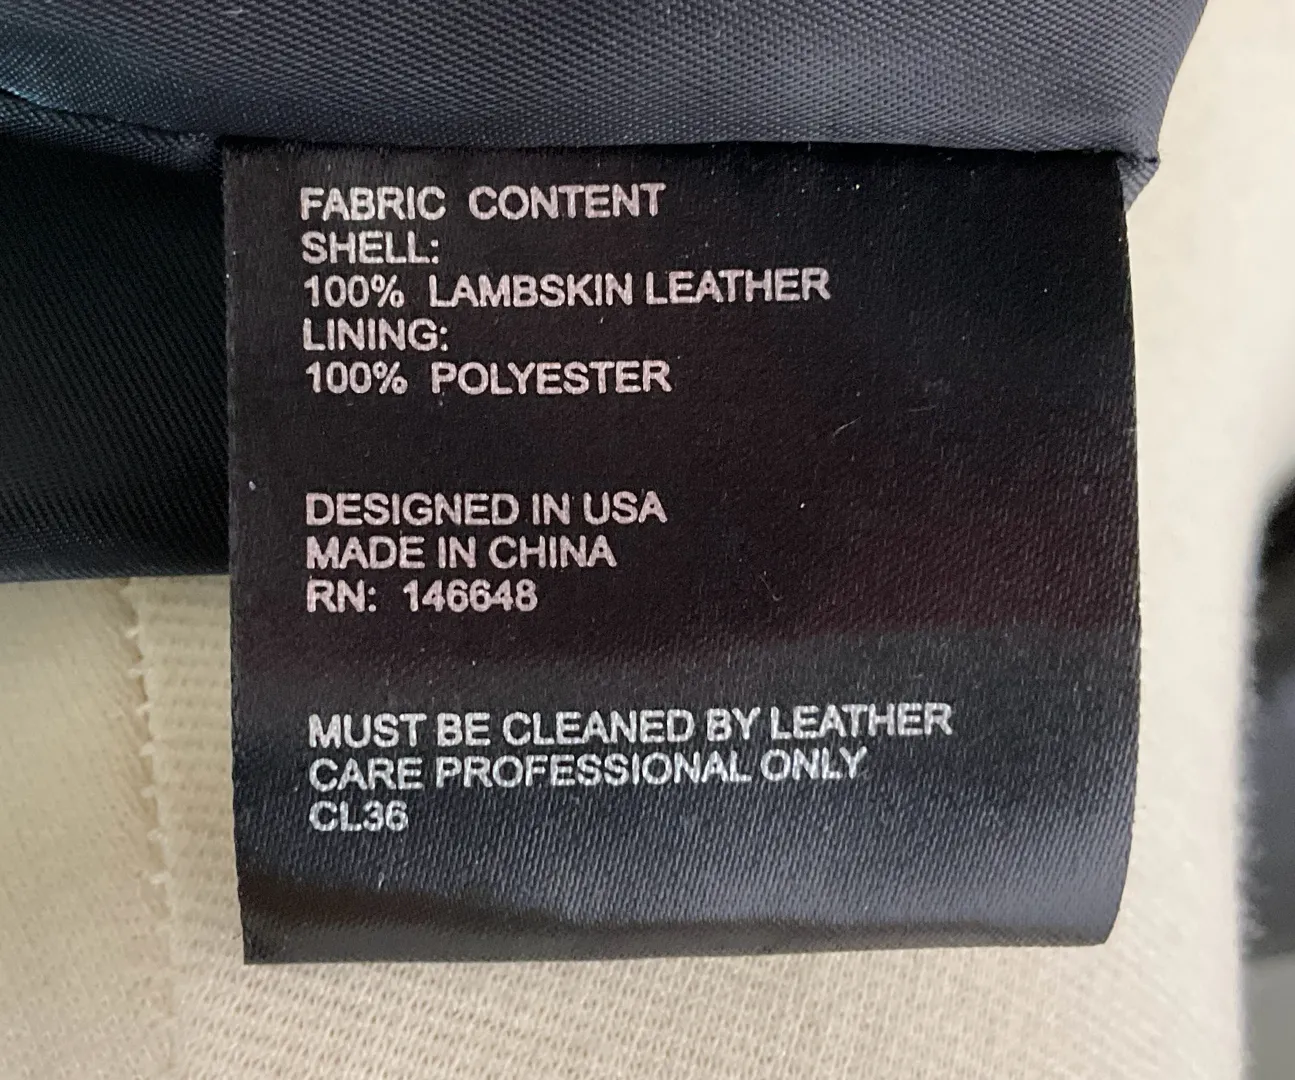 FABRIC CONTENT
SHELL:
100% LAMBSKIN LEATHER
LINING:
100% POLYESTER
DESIGNED IN USA
MADE IN CHINA
RN: 146648
MUST BE CLEANED BY LEATHER
CARE PROFESSIONAL ONLY
CL36